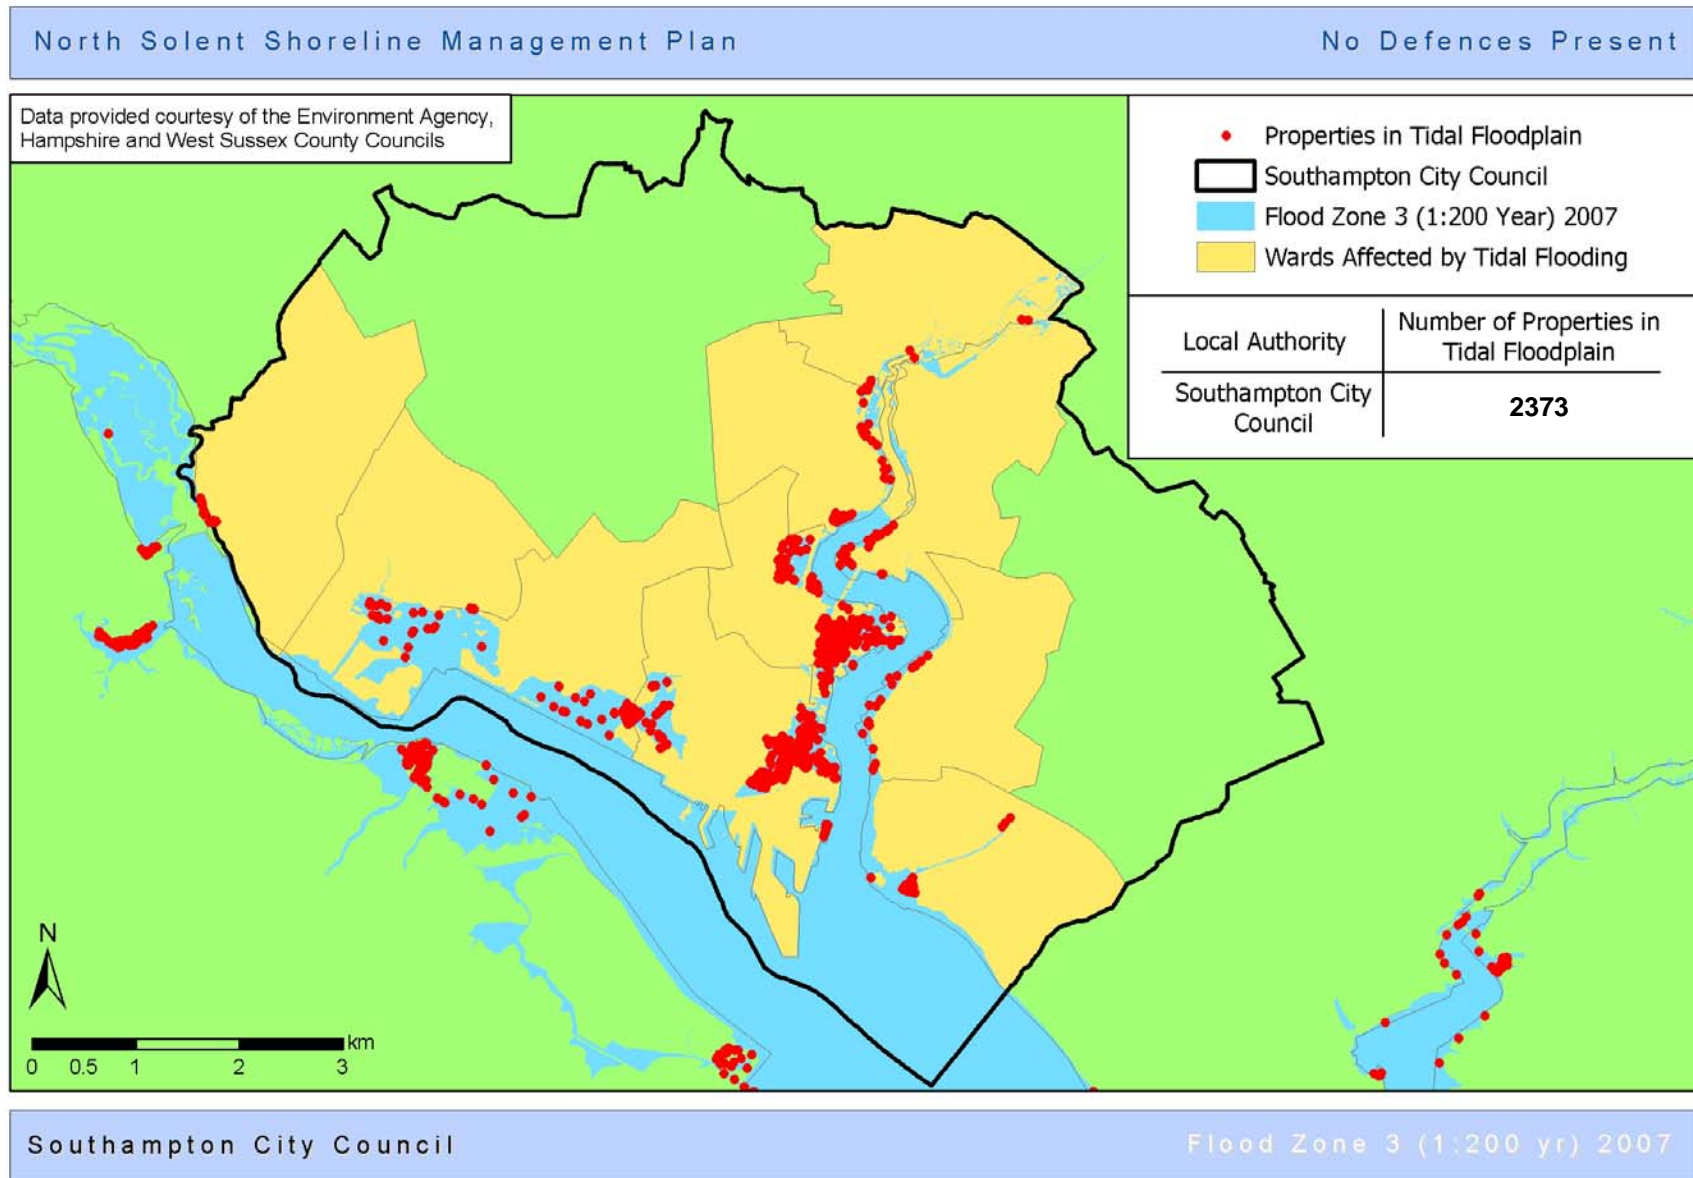 North Solent Shoreline Management Plan
No Defences Present
Data provided courtesy of the Environment Agency,
Hampshire and West Sussex County Councils
Properties in Tidal Floodplain
Southampton City Council
Flood Zone 3 (1:200 Year) 2007
Wards Affected by Tidal Flooding
Local Authority
Number of Properties in
Tidal Floodplain
Southampton City
Council
2373
N
km
0 0.5 1 2 3
Southampton City Council
Flood Zone 3 (1:200 yr) 2007